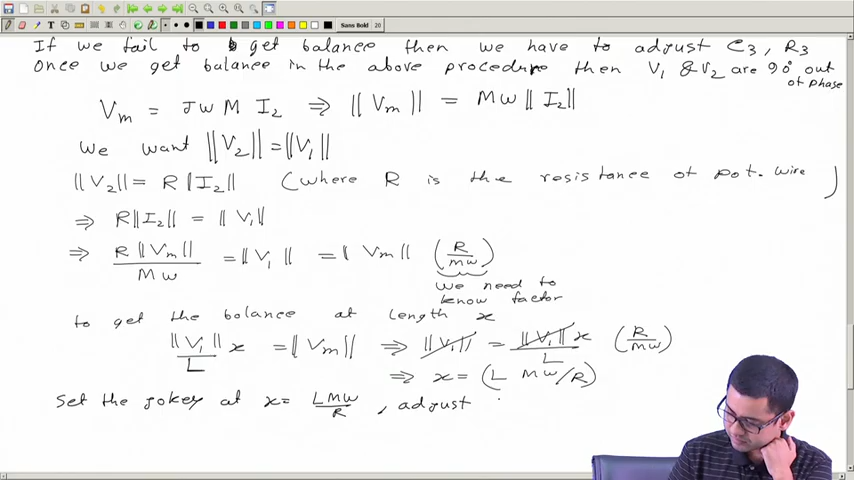 Sans Bold 20
If we fail to get balance then we have to adjust C3, R3
Once we get balance in the above procedure then V1 & V2 are 90° out of phase
Vm = Jω M I2 ⇒ ||Vm|| = Mω ||I2||
We want ||V2|| = ||V1||
||V2|| = R ||I2|| (where R is the resistance of pot. wire)
⇒ R||I2|| = ||V1||
⇒ R ||Vm|| / Mω = ||V1|| = || Vm|| (R/Mω)
We need to
know factor
to get the balance at length x
||V1||/L x = ||Vm|| ⇒ ||V1|| = ||V1|| x / L (R/Mω)
⇒ x = (L Mω/R)
Set the jokey at x = LMω/R , adjust